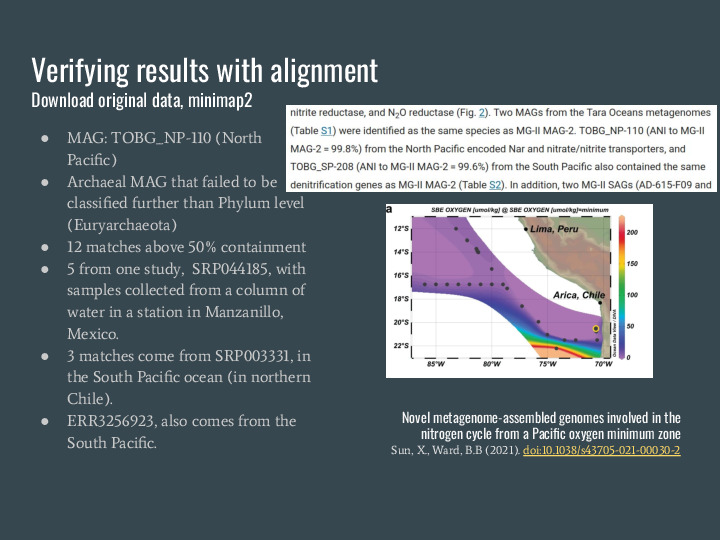 Verifying results with alignment
Download original data, minimap2
● MAG: TOBG_NP-110 (North
Pacific)
● Archaeal MAG that failed to be
classified further than Phylum level
(Euryarchaeota)
● 12 matches above 50% containment
● 5 from one study, SRP044185, with
samples collected from a column of
water in a station in Manzanillo,
Mexico.
● 3 matches come from SRP003331, in
the South Pacific ocean (in northern
Chile).
● ERR3256923, also comes from the
South Pacific.
nitrite reductase, and N2O reductase (Fig. 2). Two MAGs from the Tara Oceans metagenomes
(Table S1) were identified as the same species as MG-II MAG-2. TOBG_NP-110 (ANI to MG-II
MAG-2 = 99.8%) from the North Pacific encoded Nar and nitrate/nitrite transporters, and
TOBG_SP-208 (ANI to MG-II MAG-2 = 99.6%) from the South Pacific also contained the same
denitrification genes as MG-II MAG-2 (Table S2). In addition, two MG-II SAGs (AD-615-F09 and
a
SBE OXYGEN [umol/kg] @ SBE OXYGEN [umol/kg]=minimum
12°S
14°S
16°S
18°S
20°S
22°S
85°W 80°W 75°W 70°W
Lima, Peru
Arica, Chile
200
150
100
50
0
Novel metagenome-assembled genomes involved in the
nitrogen cycle from a Pacific oxygen minimum zone
Sun, X., Ward, B.B (2021). doi:10.1038/s43705-021-00030-2